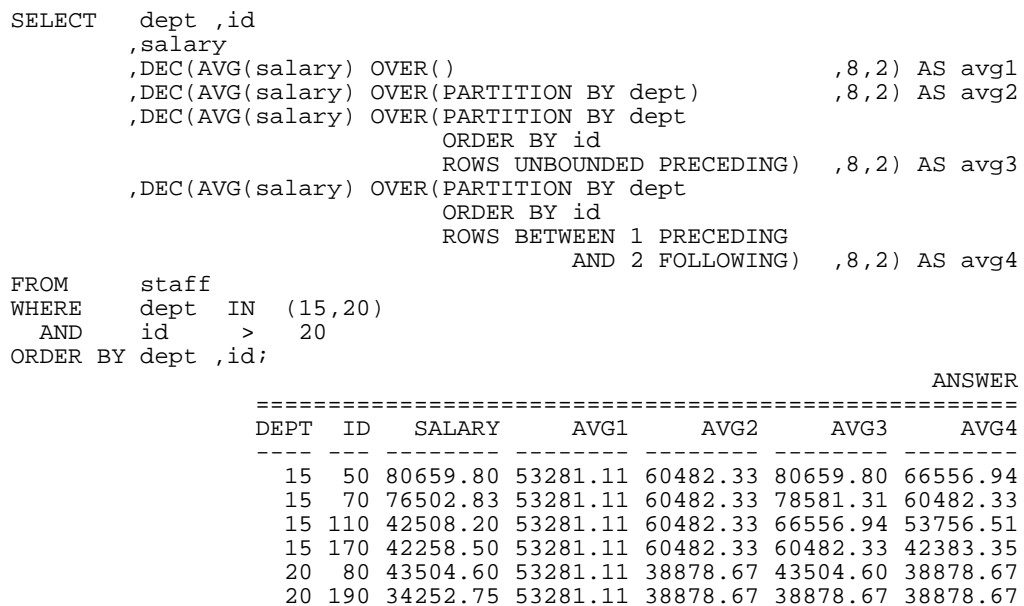 SELECT   dept ,id
        ,salary
        ,DEC(AVG(salary) OVER()                          ,8,2) AS avg1
        ,DEC(AVG(salary) OVER(PARTITION BY dept)         ,8,2) AS avg2
        ,DEC(AVG(salary) OVER(PARTITION BY dept
                              ORDER BY id
                              ROWS UNBOUNDED PRECEDING)  ,8,2) AS avg3
        ,DEC(AVG(salary) OVER(PARTITION BY dept
                              ORDER BY id
                              ROWS BETWEEN 1 PRECEDING
                                       AND 2 FOLLOWING)  ,8,2) AS avg4
FROM     staff
WHERE    dept  IN  (15,20)
  AND    id     >   20
ORDER BY dept ,id;
                                                                 ANSWER
                 =====================================================
                 DEPT  ID   SALARY     AVG1     AVG2     AVG3     AVG4
                 ---- --- -------- -------- -------- -------- --------
                   15  50 80659.80 53281.11 60482.33 80659.80 66556.94
                   15  70 76502.83 53281.11 60482.33 78581.31 60482.33
                   15 110 42508.20 53281.11 60482.33 66556.94 53756.51
                   15 170 42258.50 53281.11 60482.33 60482.33 42383.35
                   20  80 43504.60 53281.11 38878.67 43504.60 38878.67
                   20 190 34252.75 53281.11 38878.67 38878.67 38878.67